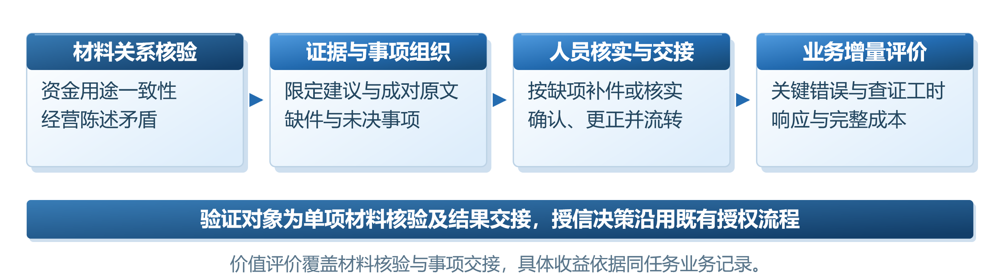 材料关系核验
资金用途一致性
经营陈述矛盾
证据与事项组织
限定建议与成对原文
缺件与未决事项
人员核实与交接
按缺项索件或核实
确认、更正并流转
业务增量评价
关键错误与查证工时
响应与完整成本
验证对象为单笔材料核验及结果交接，授信决策沿用既有授权流程
价值评价覆盖材料核验与事项交接，具体收益依据同任务业务记录。